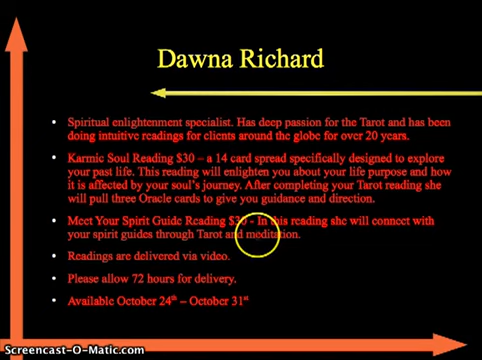 Dawna Richard
• Spiritual enlightenment specialist. Has deep passion for the Tarot and has been
doing intuitive readings for clients around the globe for over 20 years.
• Karmic Soul Reading $30 – a 14 card spread specifically designed to explore
your past life. This reading will enlighten you about your life purpose and how
it is affected by your soul's journey. After completing your Tarot reading she
will pull three Oracle cards to give you guidance and direction.
• Meet Your Spirit Guide Reading $30 - In this reading she will connect with
your spirit guides through Tarot and meditation.
• Readings are delivered via video.
• Please allow 72 hours for delivery.
• Available October 24th – October 31st
Screencast-O-Matic.com